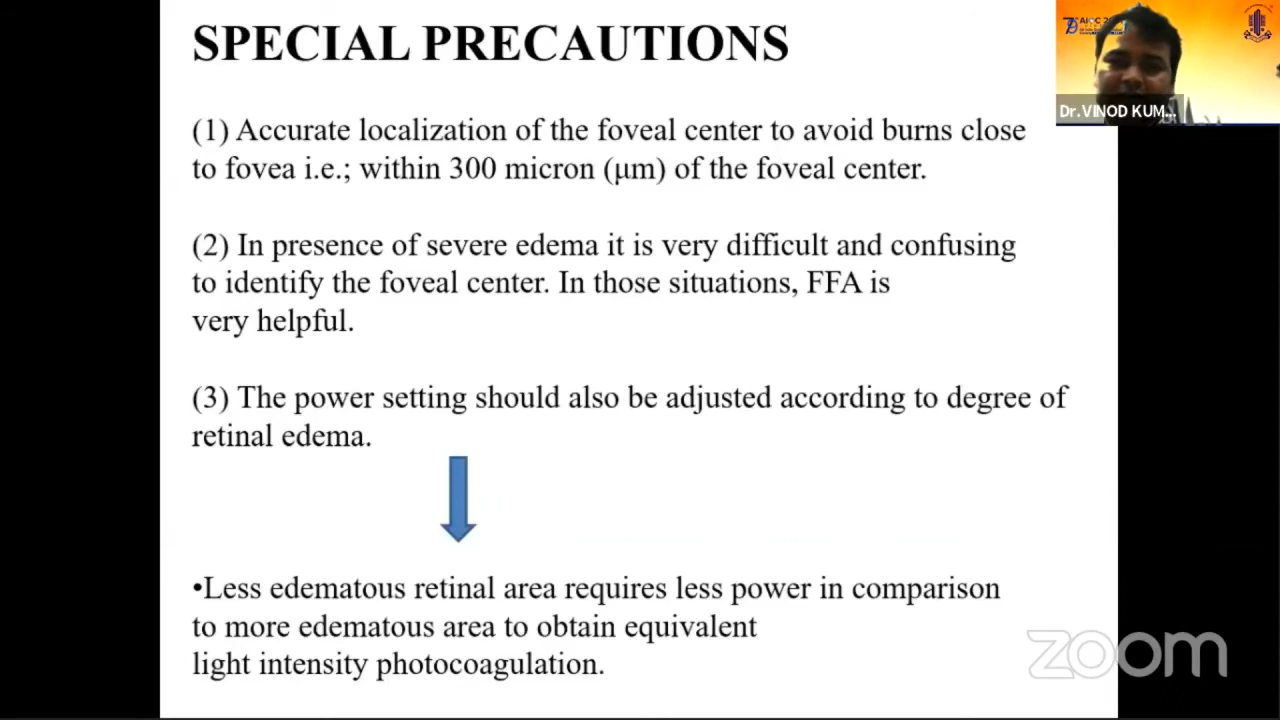 SPECIAL PRECAUTIONS
(1) Accurate localization of the foveal center to avoid burns close
to fovea i.e.; within 300 micron (μm) of the foveal center.
(2) In presence of severe edema it is very difficult and confusing
to identify the foveal center. In those situations, FFA is
very helpful.
(3) The power setting should also be adjusted according to degree of
retinal edema.
•Less edematous retinal area requires less power in comparison
to more edematous area to obtain equivalent
light intensity photocoagulation.
Dr.VINOD KUM...
zoom